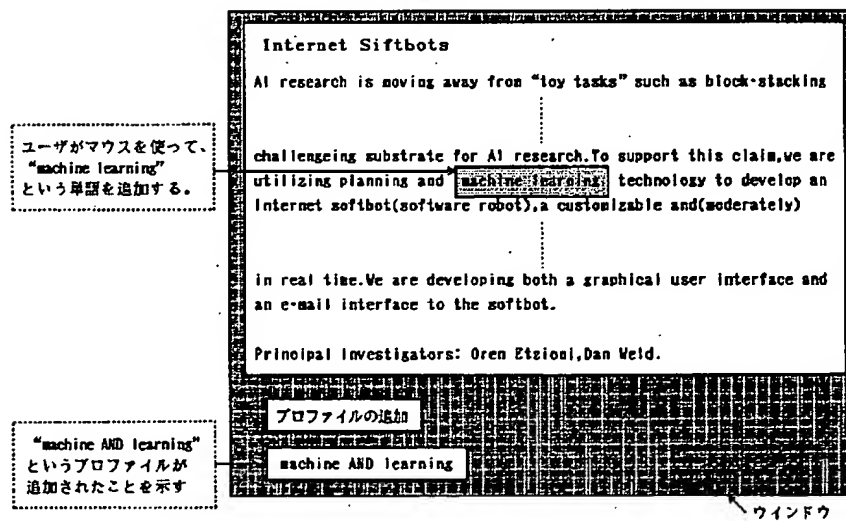 Internet Siftbots
AI research is moving away from “toy tasks” such as block-stacking
ユーザがマウスを使って、
“machine learning”
という単語を追加する。
challengeing substrate for AI research.To support this claim,we are
utilizing planning and machine learning technology to develop an
Internet softbot(software robot),a customizable and(moderately)
in real time.We are developing both a graphical user interface and
an e-mail interface to the softbot.
Principal Investigators: Oren Etzioni,Dan Weld.
プロファイルの追加
“machine AND learning”
というプロファイルが
追加されたことを示す
machine AND learning
ウインドウ